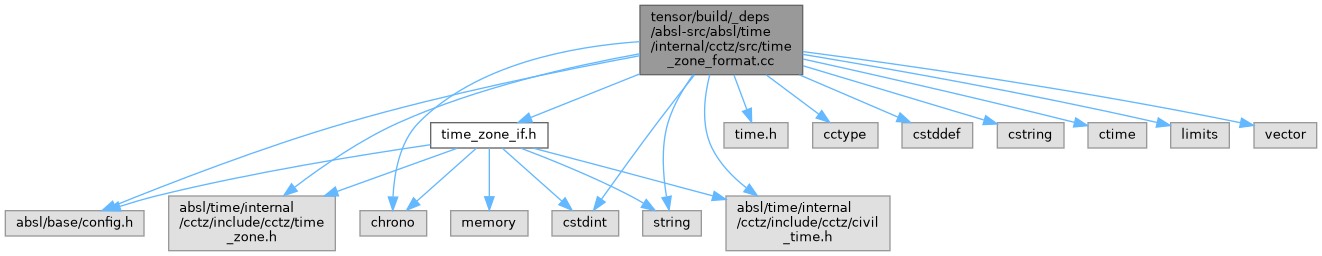 tensor/build/_deps
/absl-src/absl/time
/internal/cctz/src/time
_zone_format.cc
time_zone_if.h
time.h
cctype
cstddef
cstring
ctime
limits
vector
absl/base/config.h
absl/time/internal
/cctz/include/cctz/time
_zone.h
chrono
memory
cstdint
string
absl/time/internal
/cctz/include/cctz/civil
_time.h